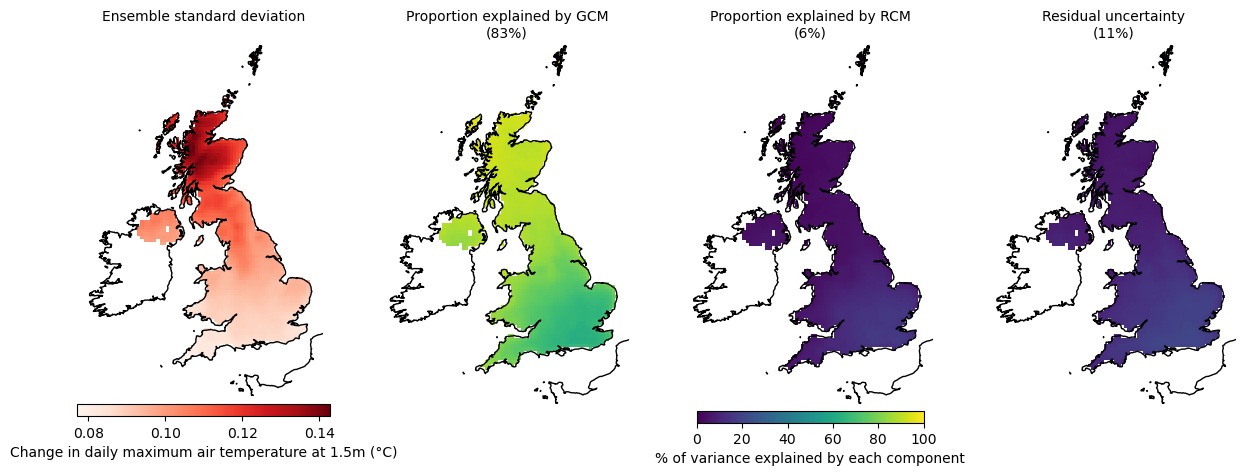 Ensemble standard deviation
Proportion explained by GCM
(83%)
Proportion explained by RCM
(6%)
Residual uncertainty
(11%)
0.08 0.10 0.12 0.14
Change in daily maximum air temperature at 1.5m (°C)
0 20 40 60 80 100
% of variance explained by each component